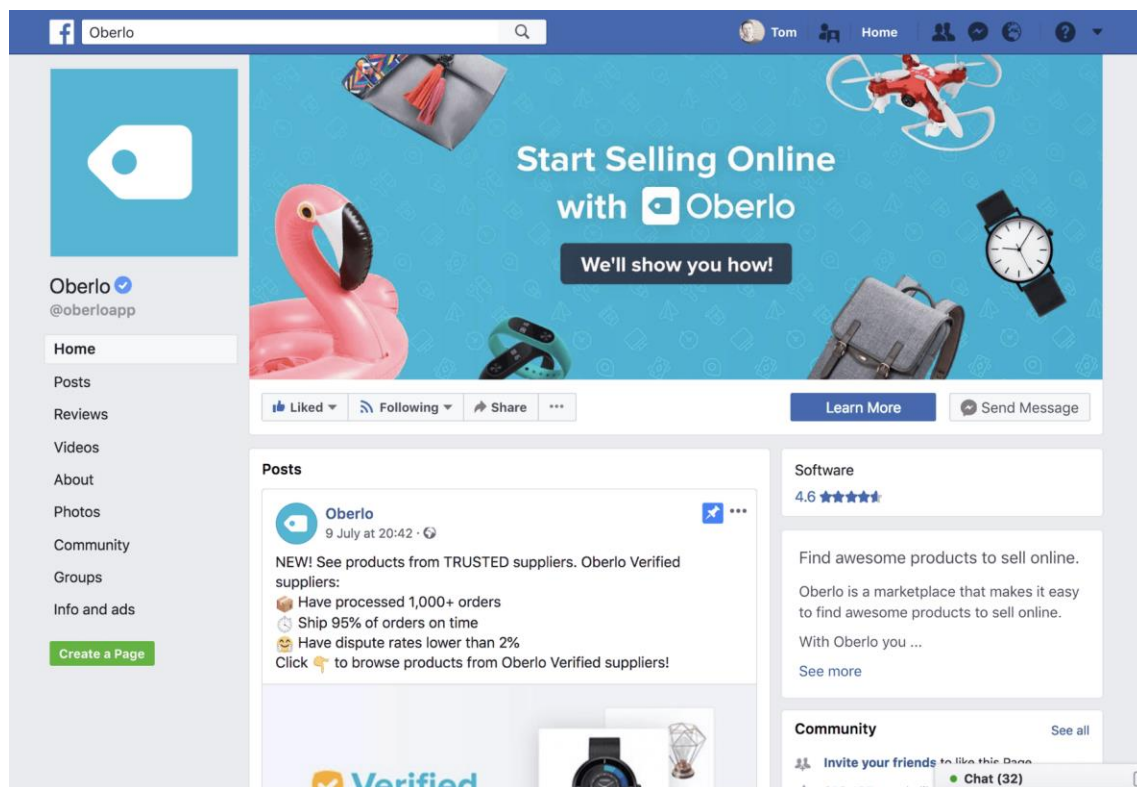 Oberlo
Tom
Home
Start Selling Online
with Oberlo
We'll show you how!
Oberlo
@oberloapp
Home
Posts
Reviews
Videos
About
Photos
Community
Groups
Info and ads
Create a Page
Liked
Following
Share
Learn More
Send Message
Posts
Oberlo
9 July at 20:42 ·
NEW! See products from TRUSTED suppliers. Oberlo Verified
suppliers:
📦 Have processed 1,000+ orders
⏱ Ship 95% of orders on time
🤗 Have dispute rates lower than 2%
Click 👇 to browse products from Oberlo Verified suppliers!
Verified
Software
4.6 ★★★★★
Find awesome products to sell online.
Oberlo is a marketplace that makes it easy
to find awesome products to sell online.
With Oberlo you ...
See more
Community
See all
Invite your friends to like this Page
Chat (32)